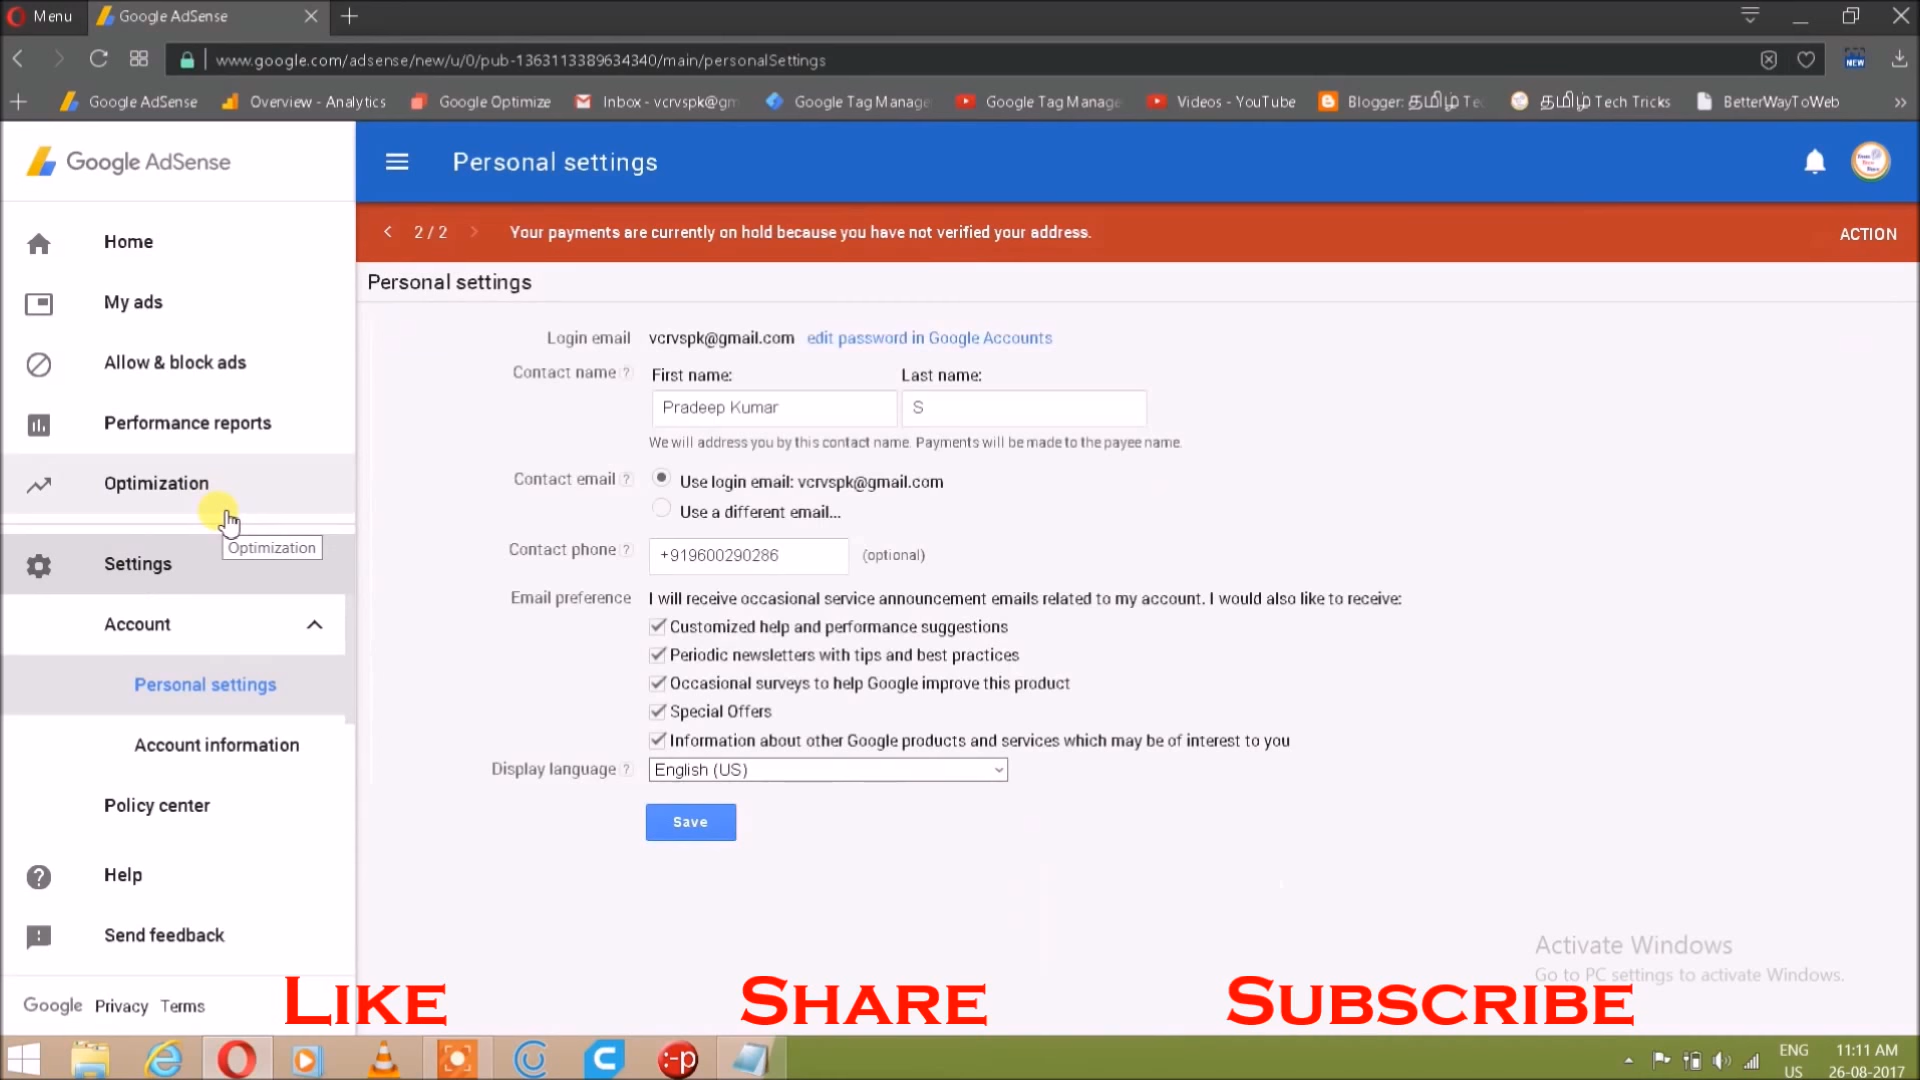 Menu
Google AdSense
www.google.com/adsense/new/u/0/pub-1363113389634340/main/personalSettings
NEW
Google AdSense
Overview - Analytics
Google Optimize
Inbox - vcrvspk@gm
Google Tag Manage
Google Tag Manage
Videos - YouTube
Blogger: தமிழ் Te
தமிழ் Tech Tricks
BetterWayToWeb
Google AdSense
Personal settings
2 / 2
Your payments are currently on hold because you have not verified your address.
ACTION
Home
My ads
Allow & block ads
Performance reports
Optimization
Optimization
Settings
Account
Personal settings
Account information
Policy center
Help
Send feedback
Google Privacy Terms
Personal settings
Login email vcrvspk@gmail.com edit password in Google Accounts
Contact name ? First name: Last name:
Pradeep Kumar S
We will address you by this contact name. Payments will be made to the payee name.
Contact email ? Use login email: vcrvspk@gmail.com
Use a different email...
Contact phone ? +919600290286 (optional)
Email preference I will receive occasional service announcement emails related to my account. I would also like to receive:
Customized help and performance suggestions
Periodic newsletters with tips and best practices
Occasional surveys to help Google improve this product
Special Offers
Information about other Google products and services which may be of interest to you
Display language ? English (US)
Save
Activate Windows
Go to PC settings to activate Windows.
LIKE SHARE SUBSCRIBE
:-p
ENG
US
11:11 AM
26-08-2017